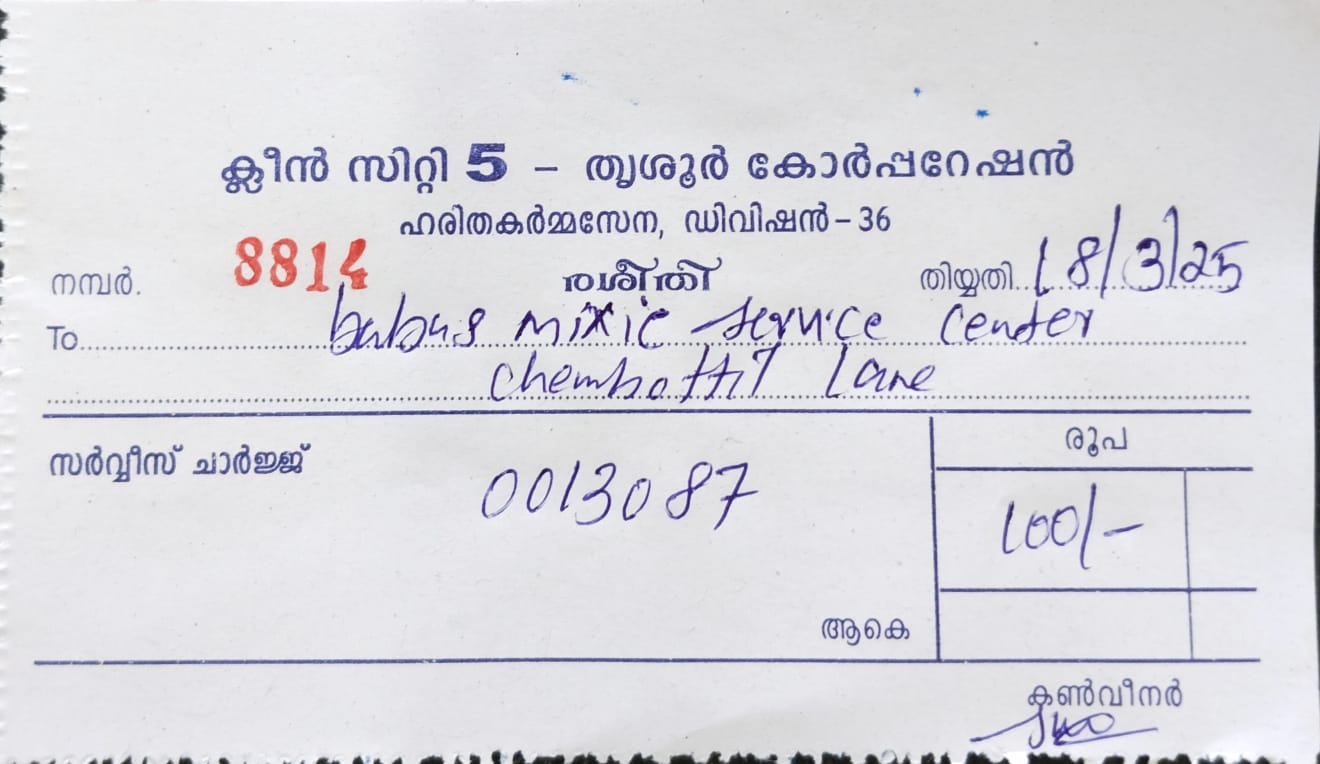 ക്ലീൻ സിറ്റി 5 – തൃശൂർ കോർപ്പറേഷൻ
ഹരിതകർമ്മസേന, ഡിവിഷൻ – 36
നമ്പർ. 8814 രശീതി തിയ്യതി 18/3/25
To babus mixie service center
chembottil Lane
സർവ്വീസ് ചാർജ്ജ് 0013087
രൂപ
100/-
ആകെ
കൺവീനർ